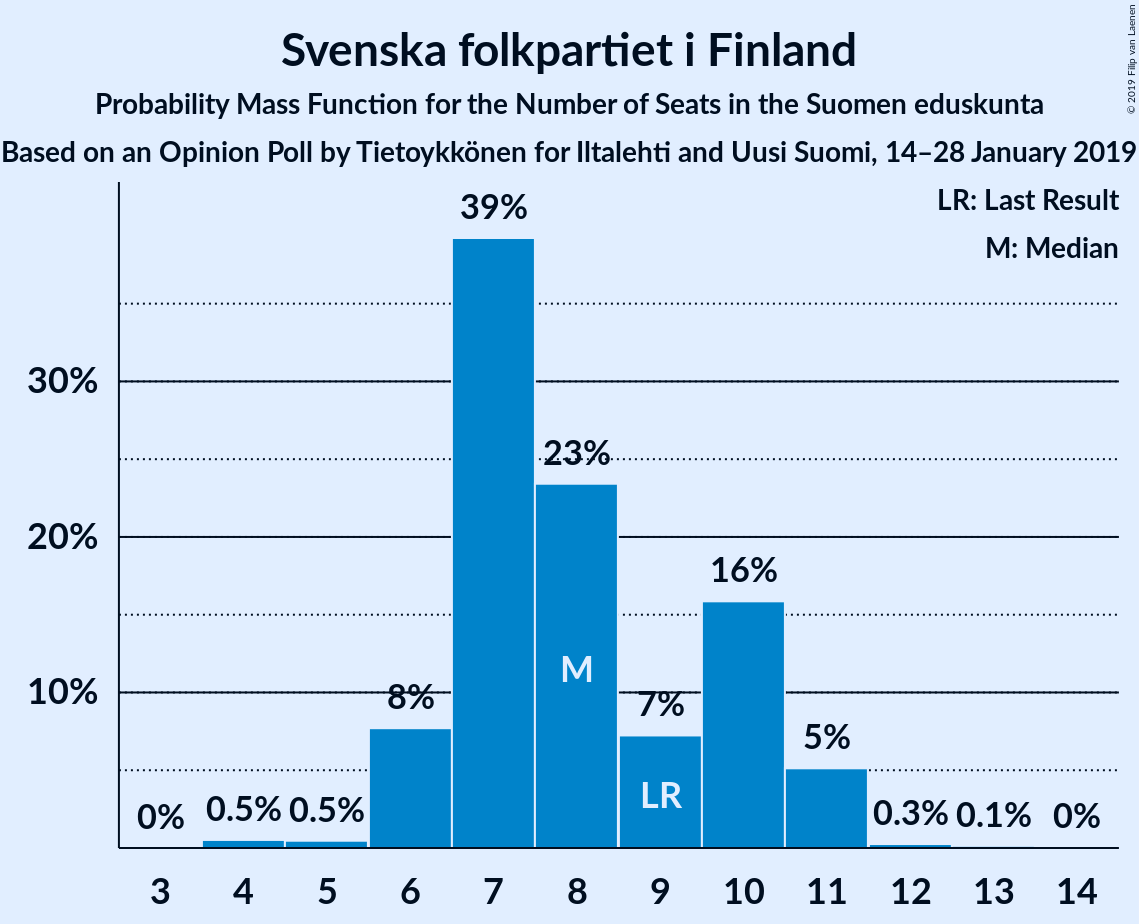 Svenska folkpartiet i Finland
Probability Mass Function for the Number of Seats in the Suomen eduskunta
Based on an Opinion Poll by Tietoykkönen for Iltalehti and Uusi Suomi, 14–28 January 2019
© 2019 Filip van Laenen
LR: Last Result
M: Median
39%
30%
23%
20%
16%
M
10%
8%
7%
5%
LR
0%
0.5%
0.5%
0.3%
0.1%
0%
3 4 5 6 7 8 9 10 11 12 13 14